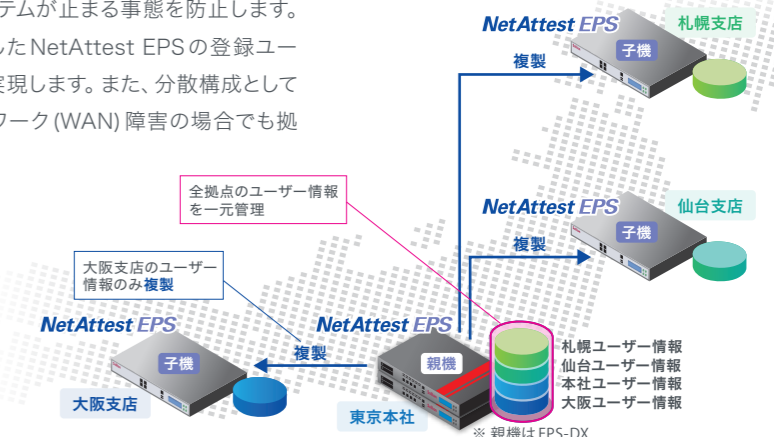 ステムが止まる事態を防止します。
したNetAttest EPSの登録ユー
実現します。また、分散構成として
ワーク(WAN)障害の場合でも拠
NetAttest EPS
札幌支店
子機
複製
全拠点のユーザー情報
を一元管理
NetAttest EPS
仙台支店
子機
複製
大阪支店のユーザー
情報のみ複製
NetAttest EPS
子機
大阪支店
複製
NetAttest EPS
親機
東京本社
札幌ユーザー情報
仙台ユーザー情報
本社ユーザー情報
大阪ユーザー情報
※ 親機はEPS-DX